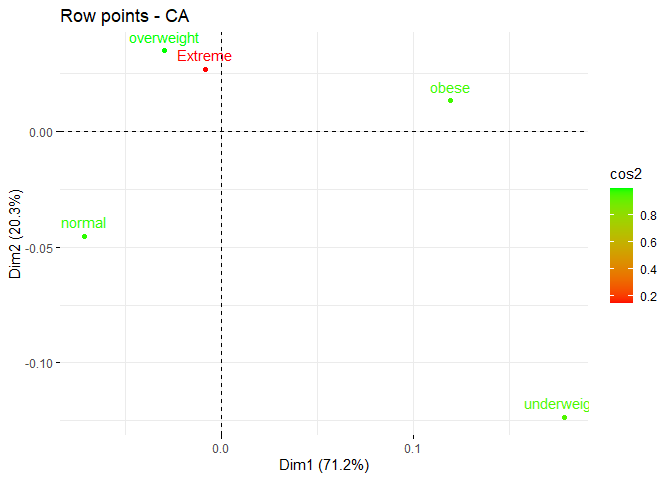 Row points - CA
overweight
Extreme
obese
normal
underweig
0.00
-0.05
-0.10
Dim2 (20.3%)
0.0
0.1
Dim1 (71.2%)
cos2
0.8
0.6
0.4
0.2